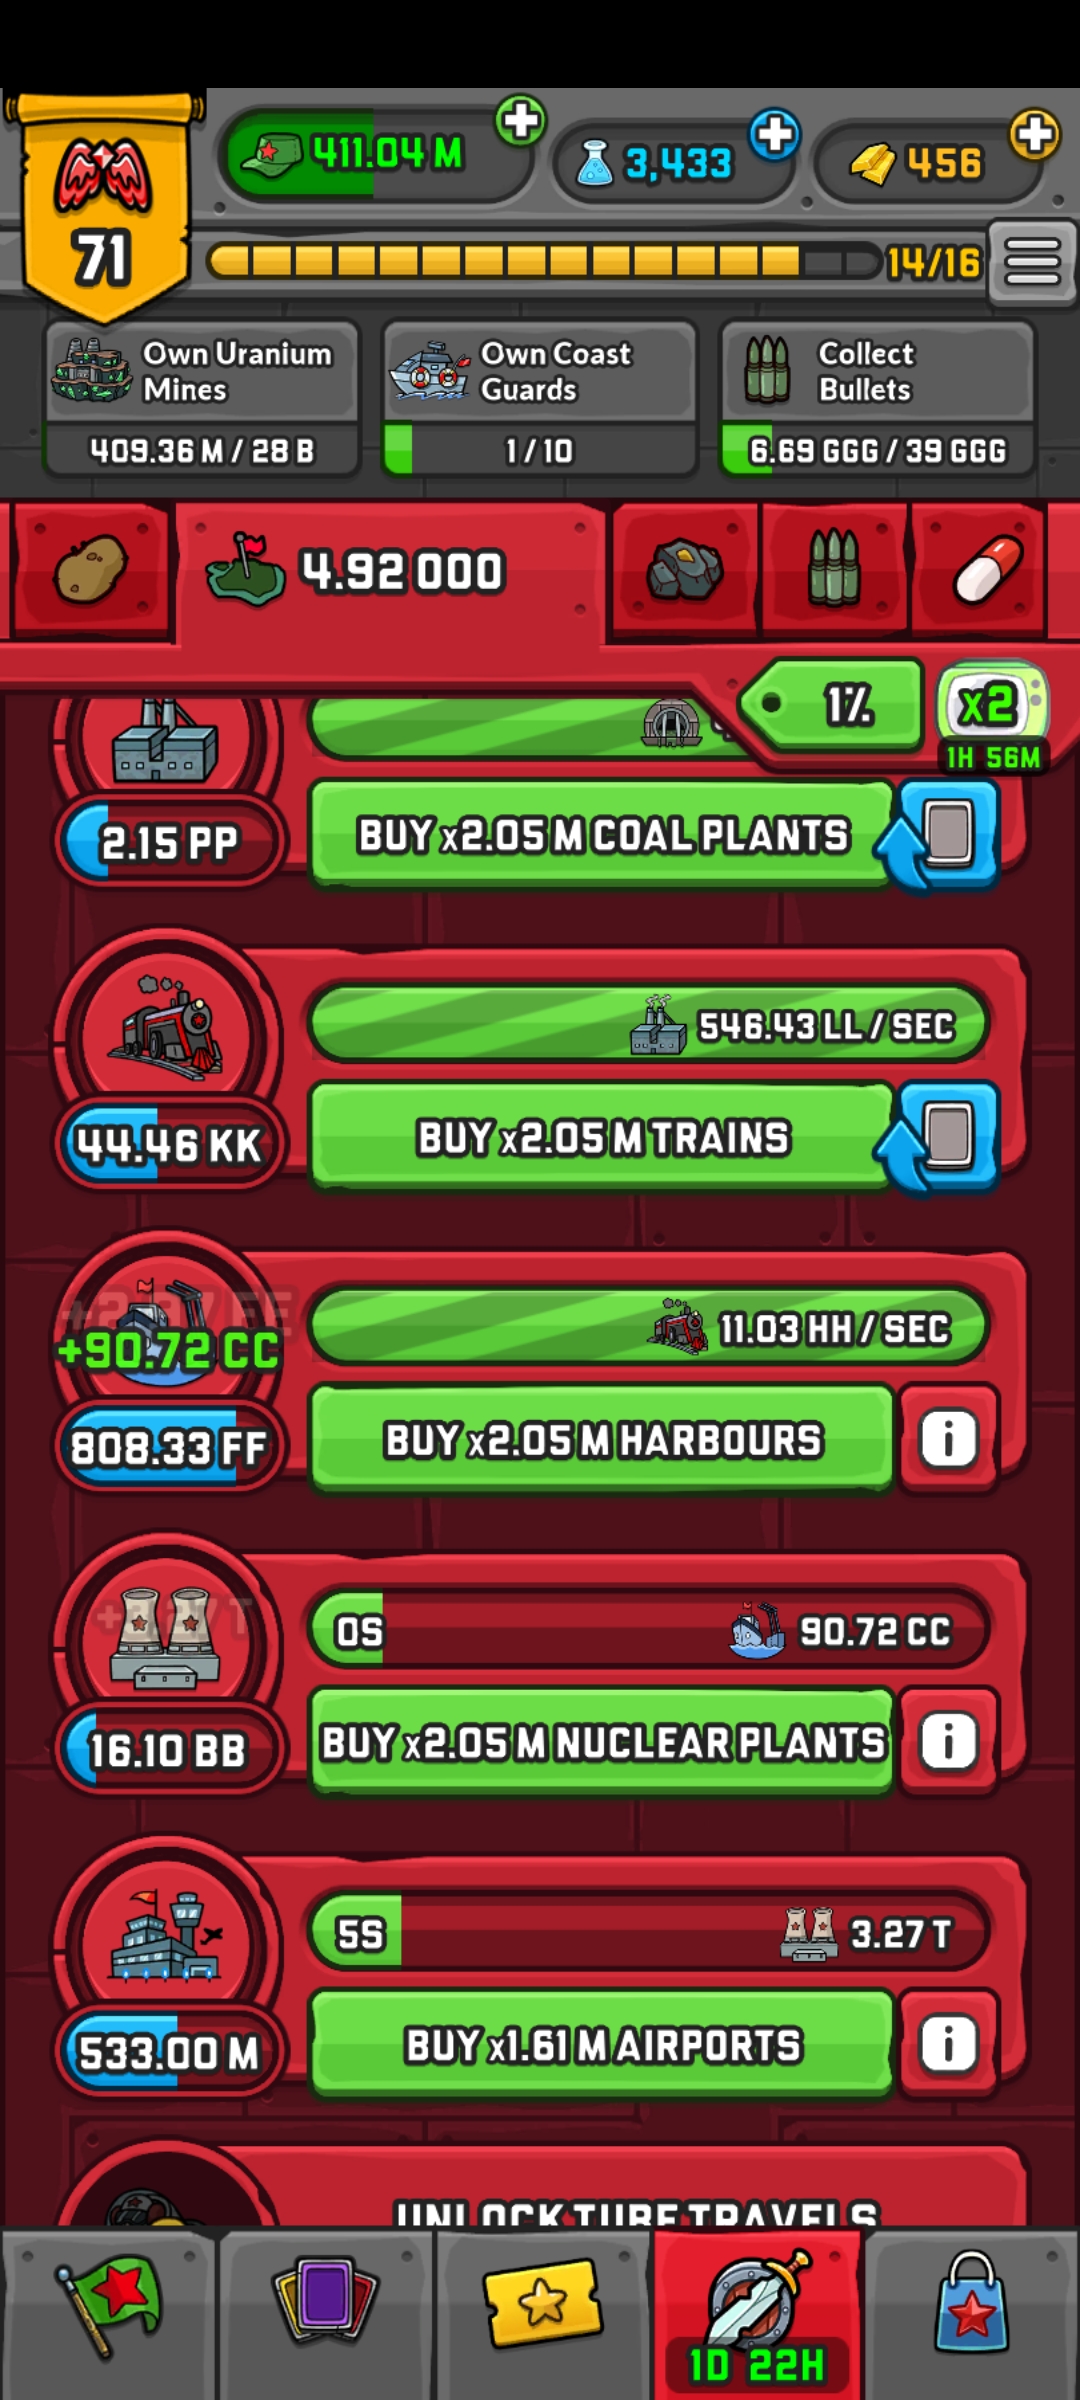 71
411.04 M
3,433
456
14/16
Own Uranium
Mines
409.36 M / 28 B
Own Coast
Guards
1 / 10
Collect
Bullets
6.69 GGG / 39 GGG
4.92 000
1%
x2
1H 56M
2.15 PP
BUY x2.05 M COAL PLANTS
546.43 LL / SEC
44.46 KK
BUY x2.05 M TRAINS
11.03 HH / SEC
+90.72 CC
808.33 FF
BUY x2.05 M HARBOURS
i
0S
90.72 CC
16.10 BB
BUY x2.05 M NUCLEAR PLANTS
i
5S
3.27 T
533.00 M
BUY x1.61 M AIRPORTS
i
UNLOCK TUBE TRAVELS
1D 22H